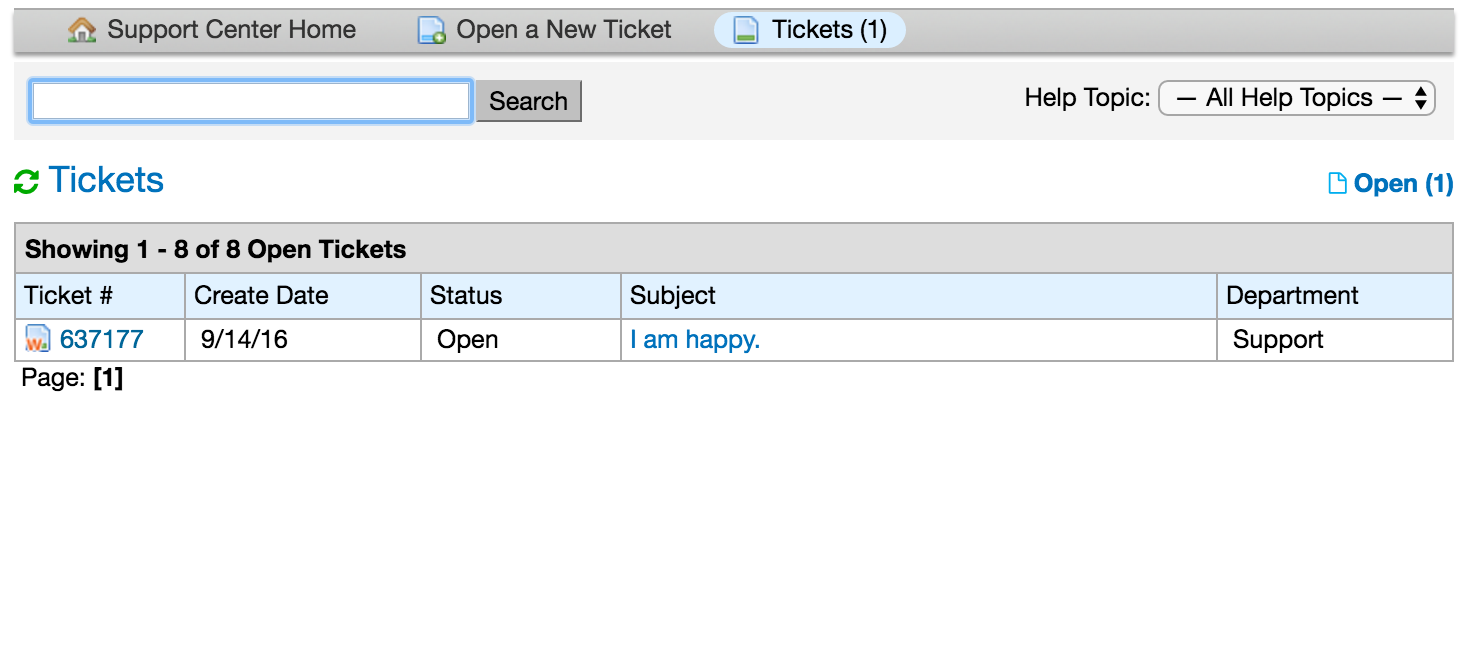 Support Center Home Open a New Ticket Tickets (1)
Search Help Topic: — All Help Topics —
Tickets Open (1)
Showing 1 - 8 of 8 Open Tickets
Ticket # Create Date Status Subject Department
637177 9/14/16 Open I am happy. Support
Page: [1]